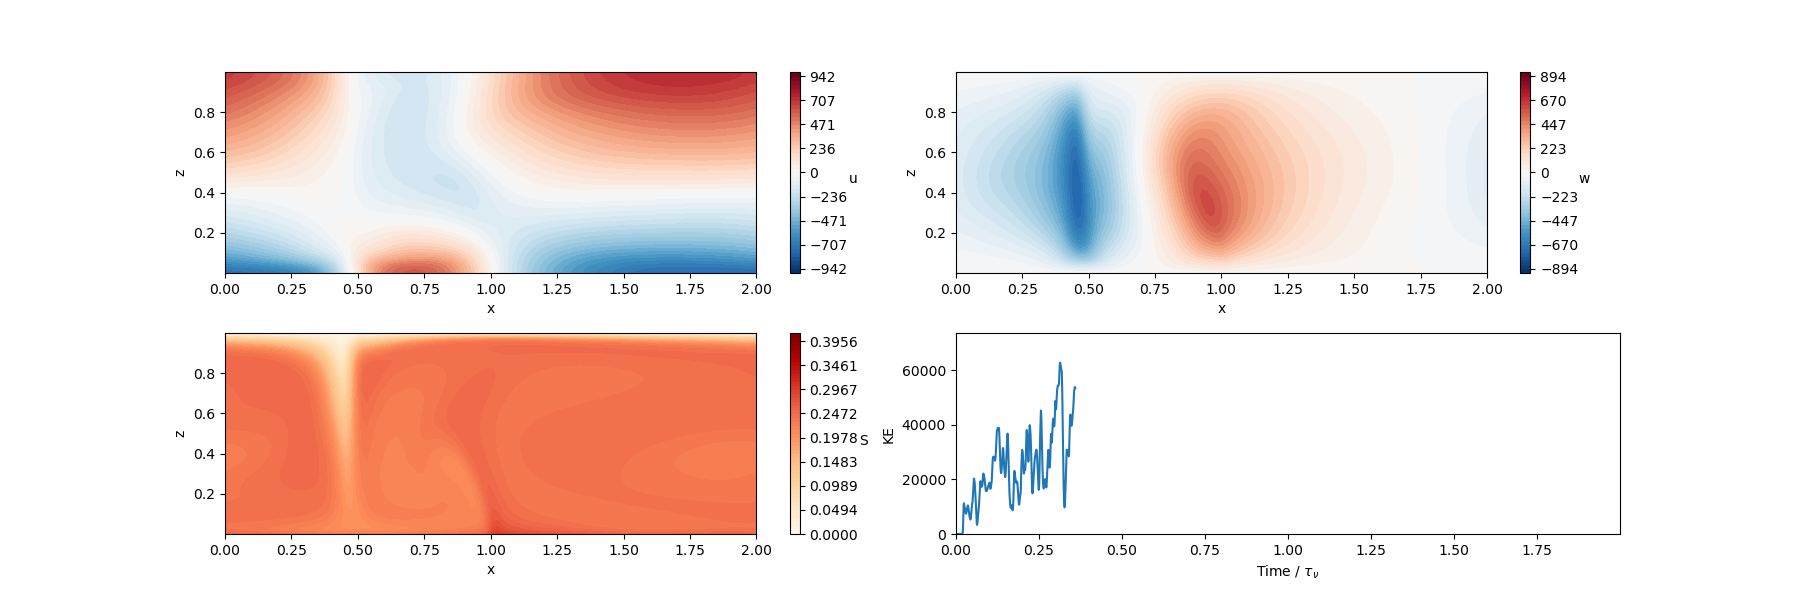 0.8
0.6
0.4
0.2
z
0.00 0.25 0.50 0.75 1.00 1.25 1.50 1.75 2.00
x
942
707
471
236
0
−236
−471
−707
−942
u
0.8
0.6
0.4
0.2
z
0.00 0.25 0.50 0.75 1.00 1.25 1.50 1.75 2.00
x
894
670
447
223
0
−223
−447
−670
−894
w
0.8
0.6
0.4
0.2
z
0.00 0.25 0.50 0.75 1.00 1.25 1.50 1.75 2.00
x
0.3956
0.3461
0.2967
0.2472
0.1978
0.1483
0.0989
0.0494
0.0000
S
60000
40000
20000
0
KE
0.00 0.25 0.50 0.75 1.00 1.25 1.50 1.75
Time / τν